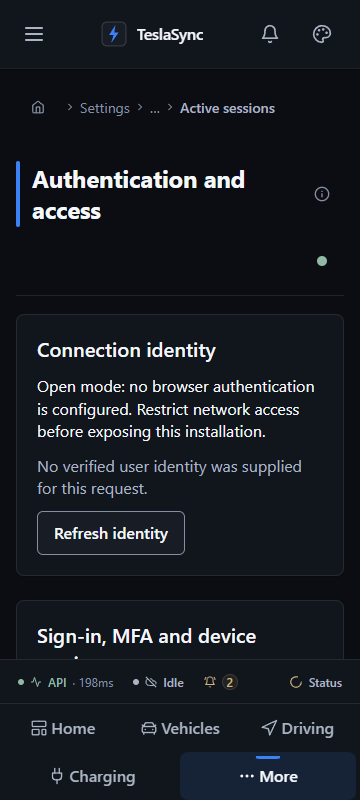 TeslaSync
Settings
...
Active sessions
Authentication and
access
Connection identity
Open mode: no browser authentication
is configured. Restrict network access
before exposing this installation.
No verified user identity was supplied
for this request.
Refresh identity
Sign-in, MFA and device
API · 198ms
Idle
2
Status
Home
Vehicles
Driving
Charging
More